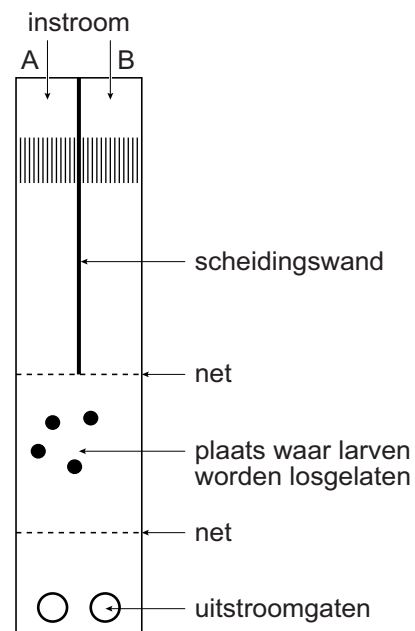 instroom
A B
scheidingswand
net
plaats waar larven
worden losgelaten
net
uitstroomgaten